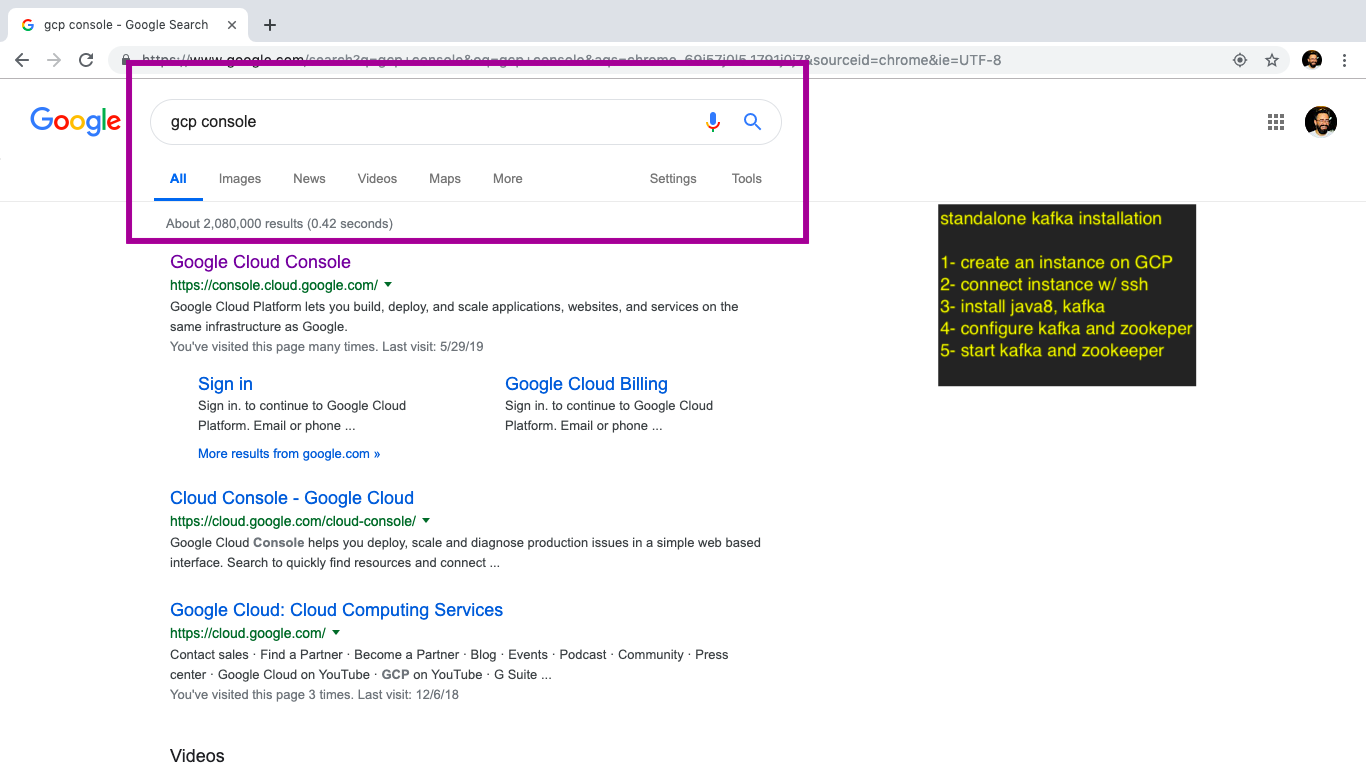 gcp console - Google Search
https://www.google.com/search?q=gcp+console&oq=gcp+console&aqs=chrome..69i57j0l5.1791j0j7&sourceid=chrome&ie=UTF-8
Google
gcp console
All Images News Videos Maps More Settings Tools
About 2,080,000 results (0.42 seconds)
Google Cloud Console
https://console.cloud.google.com/
Google Cloud Platform lets you build, deploy, and scale applications, websites, and services on the
same infrastructure as Google.
You've visited this page many times. Last visit: 5/29/19
Sign in
Sign in. to continue to Google Cloud
Platform. Email or phone ...
Google Cloud Billing
Sign in. to continue to Google Cloud
Platform. Email or phone ...
More results from google.com »
Cloud Console - Google Cloud
https://cloud.google.com/cloud-console/
Google Cloud Console helps you deploy, scale and diagnose production issues in a simple web based
interface. Search to quickly find resources and connect ...
Google Cloud: Cloud Computing Services
https://cloud.google.com/
Contact sales · Find a Partner · Become a Partner · Blog · Events · Podcast · Community · Press
center · Google Cloud on YouTube · GCP on YouTube · G Suite ...
You've visited this page 3 times. Last visit: 12/6/18
Videos
standalone kafka installation
1- create an instance on GCP
2- connect instance w/ ssh
3- install java8, kafka
4- configure kafka and zookeper
5- start kafka and zookeeper